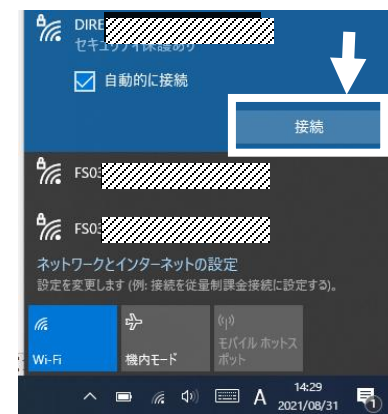 DIRE
セキュリティ保護あり
自動的に接続
接続
FS03
FS03
ネットワークとインターネットの設定
設定を変更します (例: 接続を従量制課金接続に設定する)。
Wi-Fi
機内モード
モバイル ホットス
ポット
A
14:29
2021/08/31
1